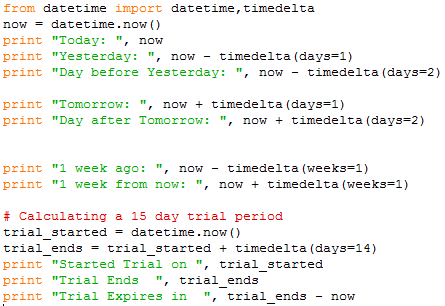 from datetime import datetime,timedelta
now = datetime.now()
print "Today: ", now
print "Yesterday: ", now - timedelta(days=1)
print "Day before Yesterday: ", now - timedelta(days=2)
print "Tomorrow: ", now + timedelta(days=1)
print "Day after Tomorrow: ", now + timedelta(days=2)
print "1 week ago: ", now - timedelta(weeks=1)
print "1 week from now: ", now + timedelta(weeks=1)
# Calculating a 15 day trial period
trial_started = datetime.now()
trial_ends = trial_started + timedelta(days=14)
print "Started Trial on ", trial_started
print "Trial Ends  ", trial_ends
print "Trial Expires in  ", trial_ends - now